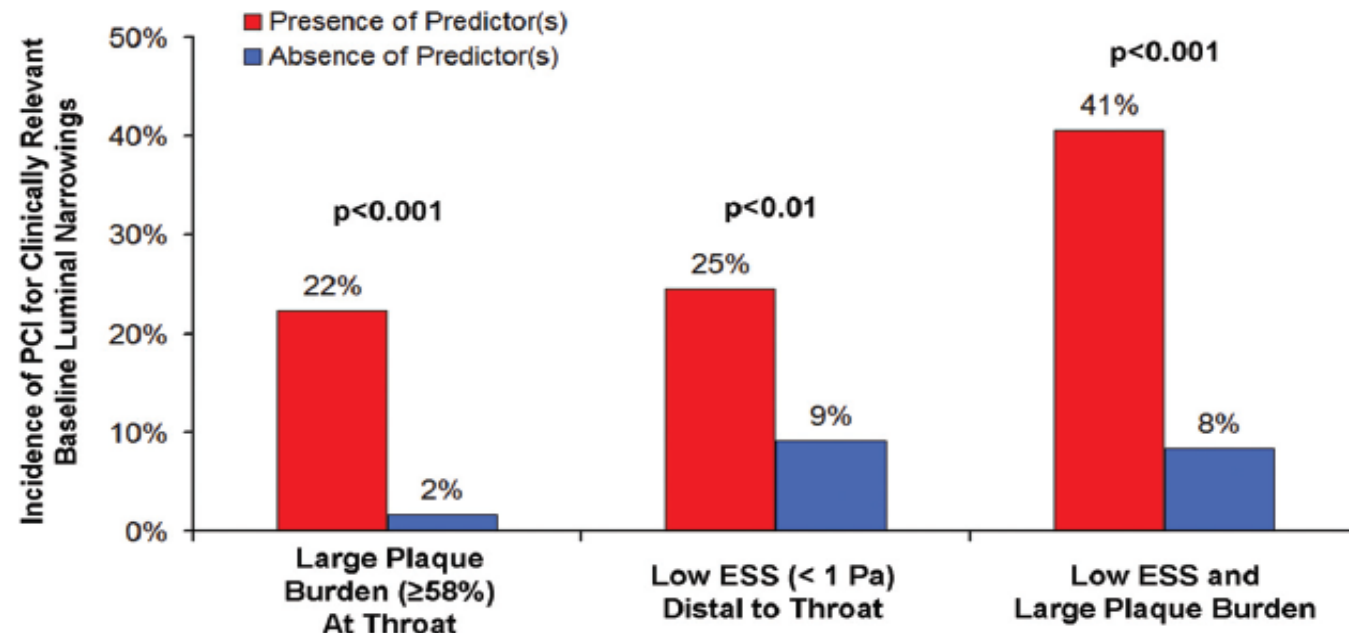 Incidence of PCI for Clinically Relevant
Baseline Luminal Narrowings
50%
40%
30%
20%
10%
0%
Presence of Predictor(s)
Absence of Predictor(s)
p<0.001
22%
2%
p<0.01
25%
9%
p<0.001
41%
8%
Large Plaque
Burden (≥58%)
At Throat
Low ESS (< 1 Pa)
Distal to Throat
Low ESS and
Large Plaque Burden